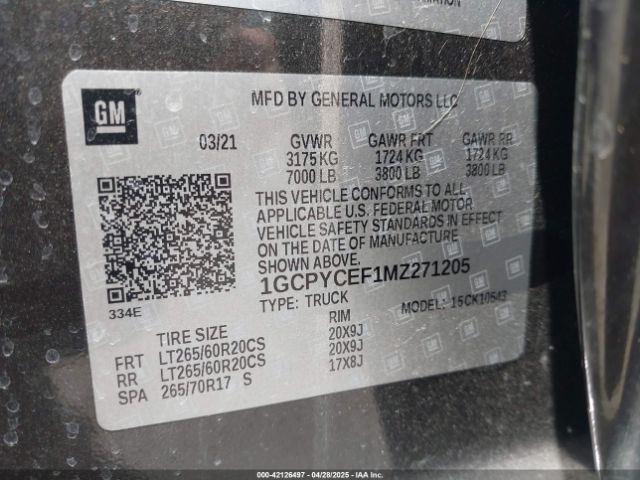 GM
MFD BY GENERAL MOTORS LLC
03/21 GVWR GAWR FRT GAWR RR
3175 KG 1724 KG 1724 KG
7000 LB 3800 LB 3800 LB
THIS VEHICLE CONFORMS TO ALL
APPLICABLE U.S. FEDERAL MOTOR
VEHICLE SAFETY STANDARDS IN EFFECT
ON THE DATE OF MANUFACTURE
SHOWN ABOVE.
1GCPYCEF1MZ271205
334E TYPE: TRUCK MODEL: 15CK10543
TIRE SIZE RIM
FRT LT265/60R20CS 20X9J
RR LT265/60R20CS 20X9J
SPA 265/70R17 S 17X8J
000-42126497 - 04/28/2025 - IAAI.com